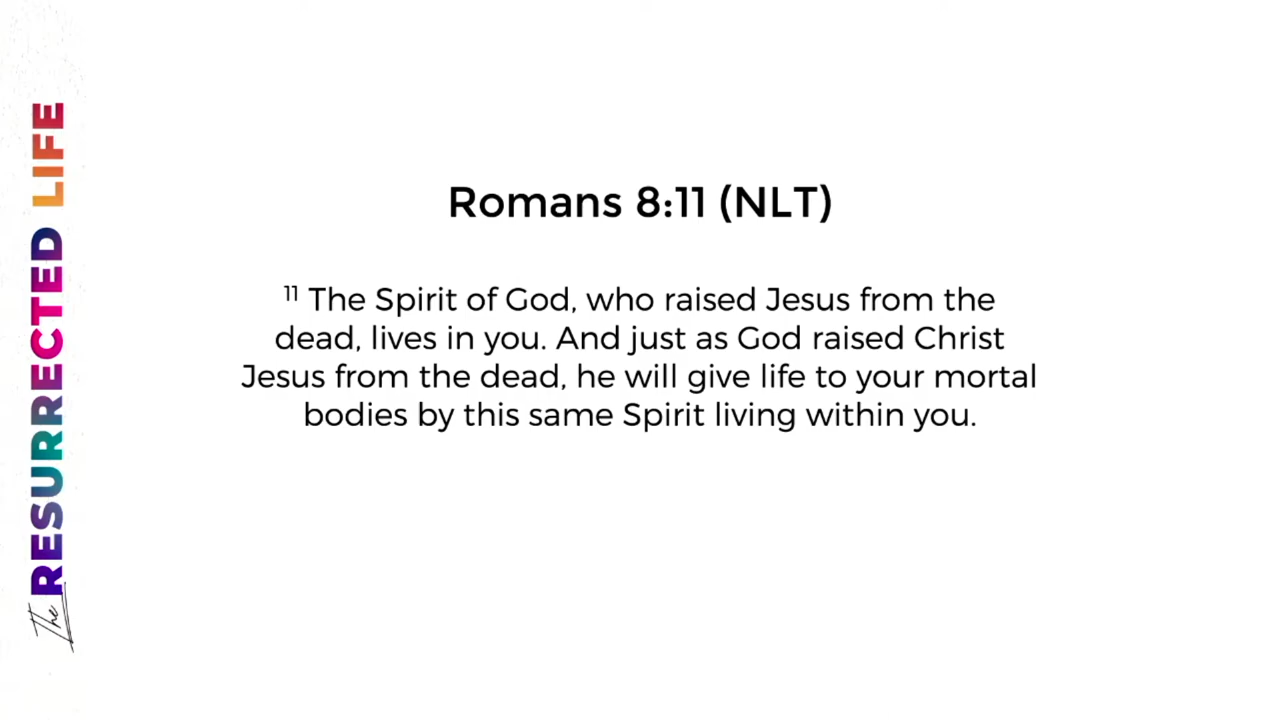 The RESURRECTED LIFE
Romans 8:11 (NLT)
11 The Spirit of God, who raised Jesus from the
dead, lives in you. And just as God raised Christ
Jesus from the dead, he will give life to your mortal
bodies by this same Spirit living within you.